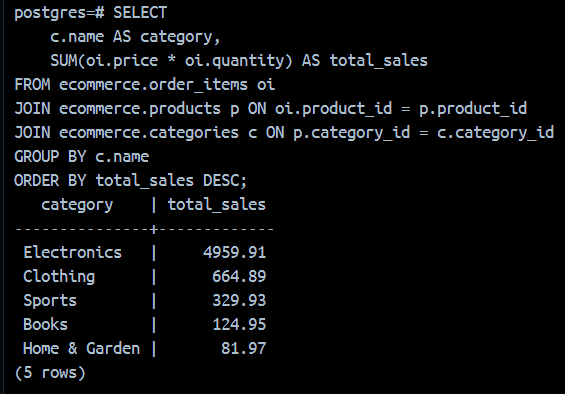 postgres=# SELECT
    c.name AS category,
    SUM(oi.price * oi.quantity) AS total_sales
FROM ecommerce.order_items oi
JOIN ecommerce.products p ON oi.product_id = p.product_id
JOIN ecommerce.categories c ON p.category_id = c.category_id
GROUP BY c.name
ORDER BY total_sales DESC;
   category    | total_sales
---------------+-------------
 Electronics   |     4959.91
 Clothing      |      664.89
 Sports        |      329.93
 Books         |      124.95
 Home & Garden |       81.97
(5 rows)